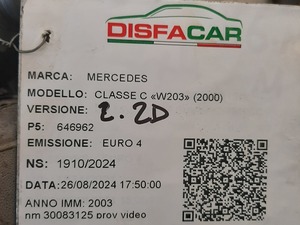 DISFACAR
MARCA: MERCEDES
MODELLO: CLASSE C «W203» (2000)
VERSIONE: 2.2D
P5: 646962
EMISSIONE: EURO 4
NS: 1910/2024
DATA:26/08/2024 17:50:00
ANNO IMM: 2003
nm 30083125 prov video